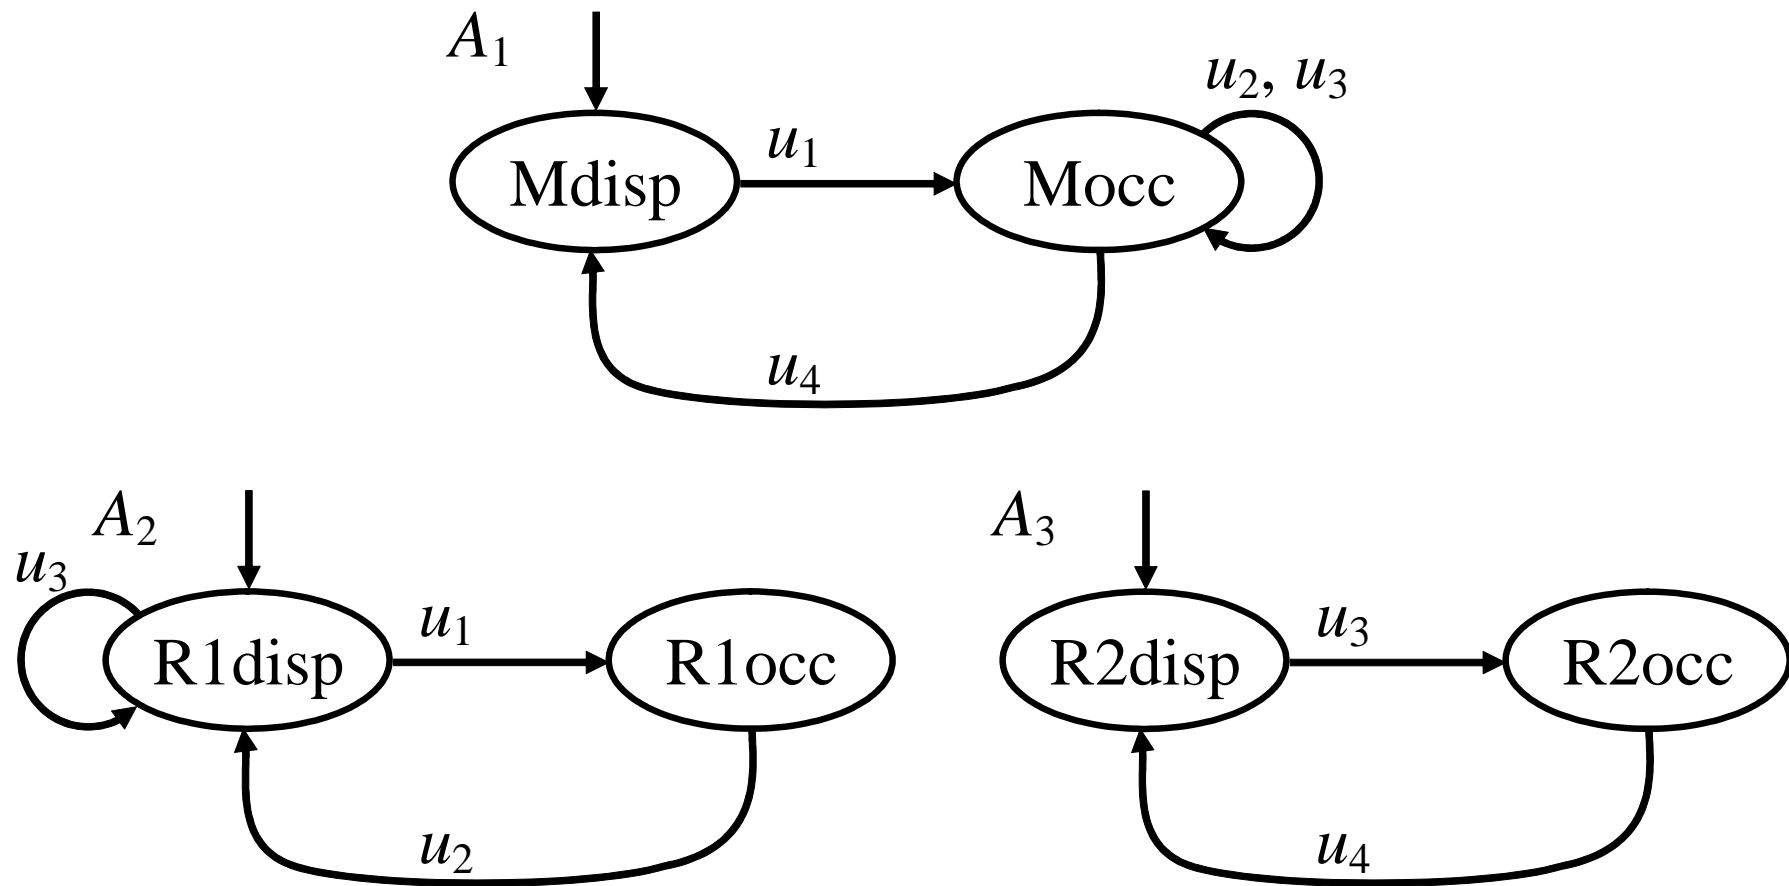 A₁
u₂, u₃
Mdisp
u₁
Mocc
u₄
A₂
u₃
R1disp
u₁
R1occ
u₂
A₃
R2disp
u₃
R2occ
u₄